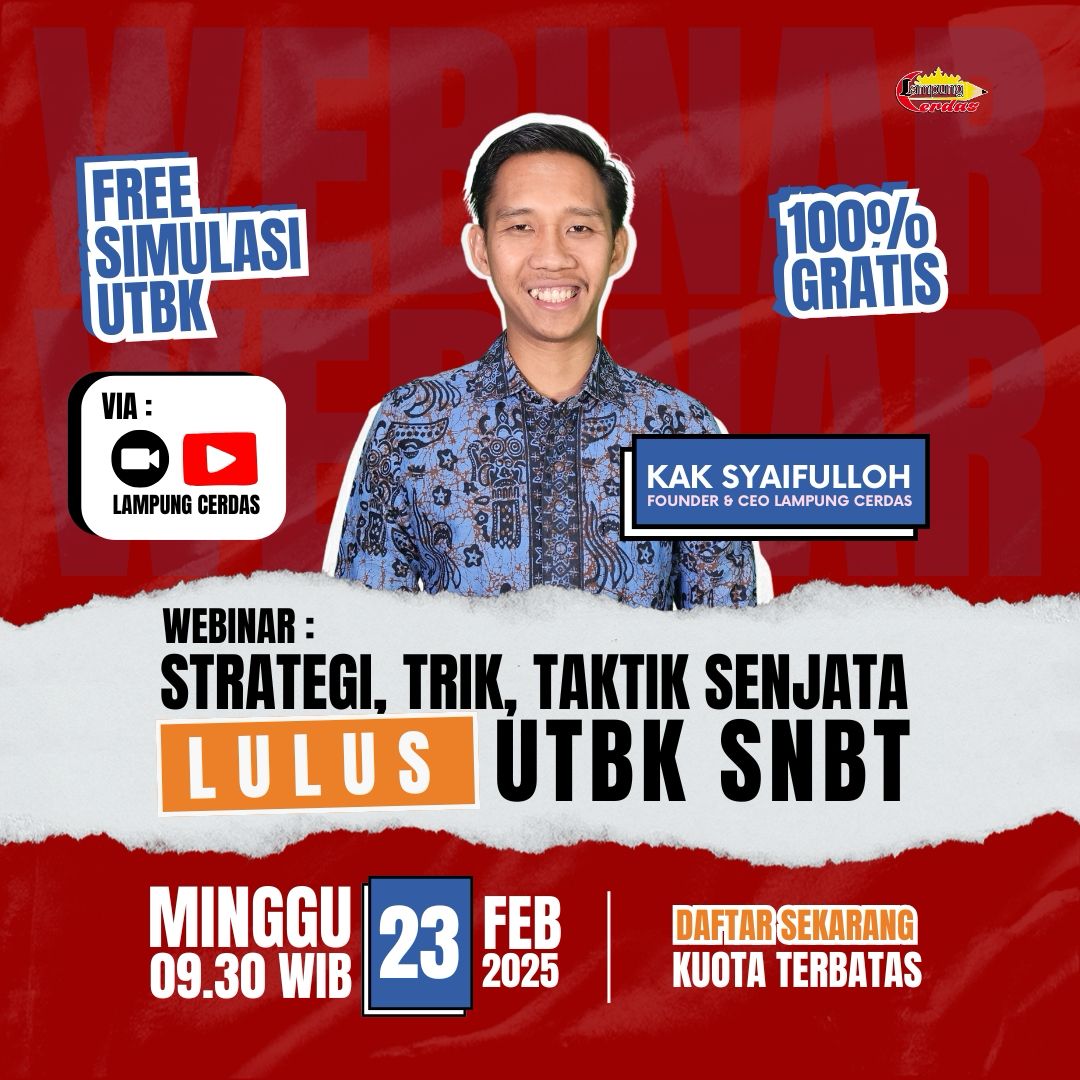 WEBINAR
WEBINAR
Lampung
Cerdas
FREE
SIMULASI
UTBK
100%
GRATIS
VIA :
LAMPUNG CERDAS
KAK SYAIFULLOH
FOUNDER & CEO LAMPUNG CERDAS
WEBINAR :
STRATEGI, TRIK, TAKTIK SENJATA
LULUS UTBK SNBT
MINGGU
09.30 WIB
23
FEB
2025
DAFTAR SEKARANG
KUOTA TERBATAS